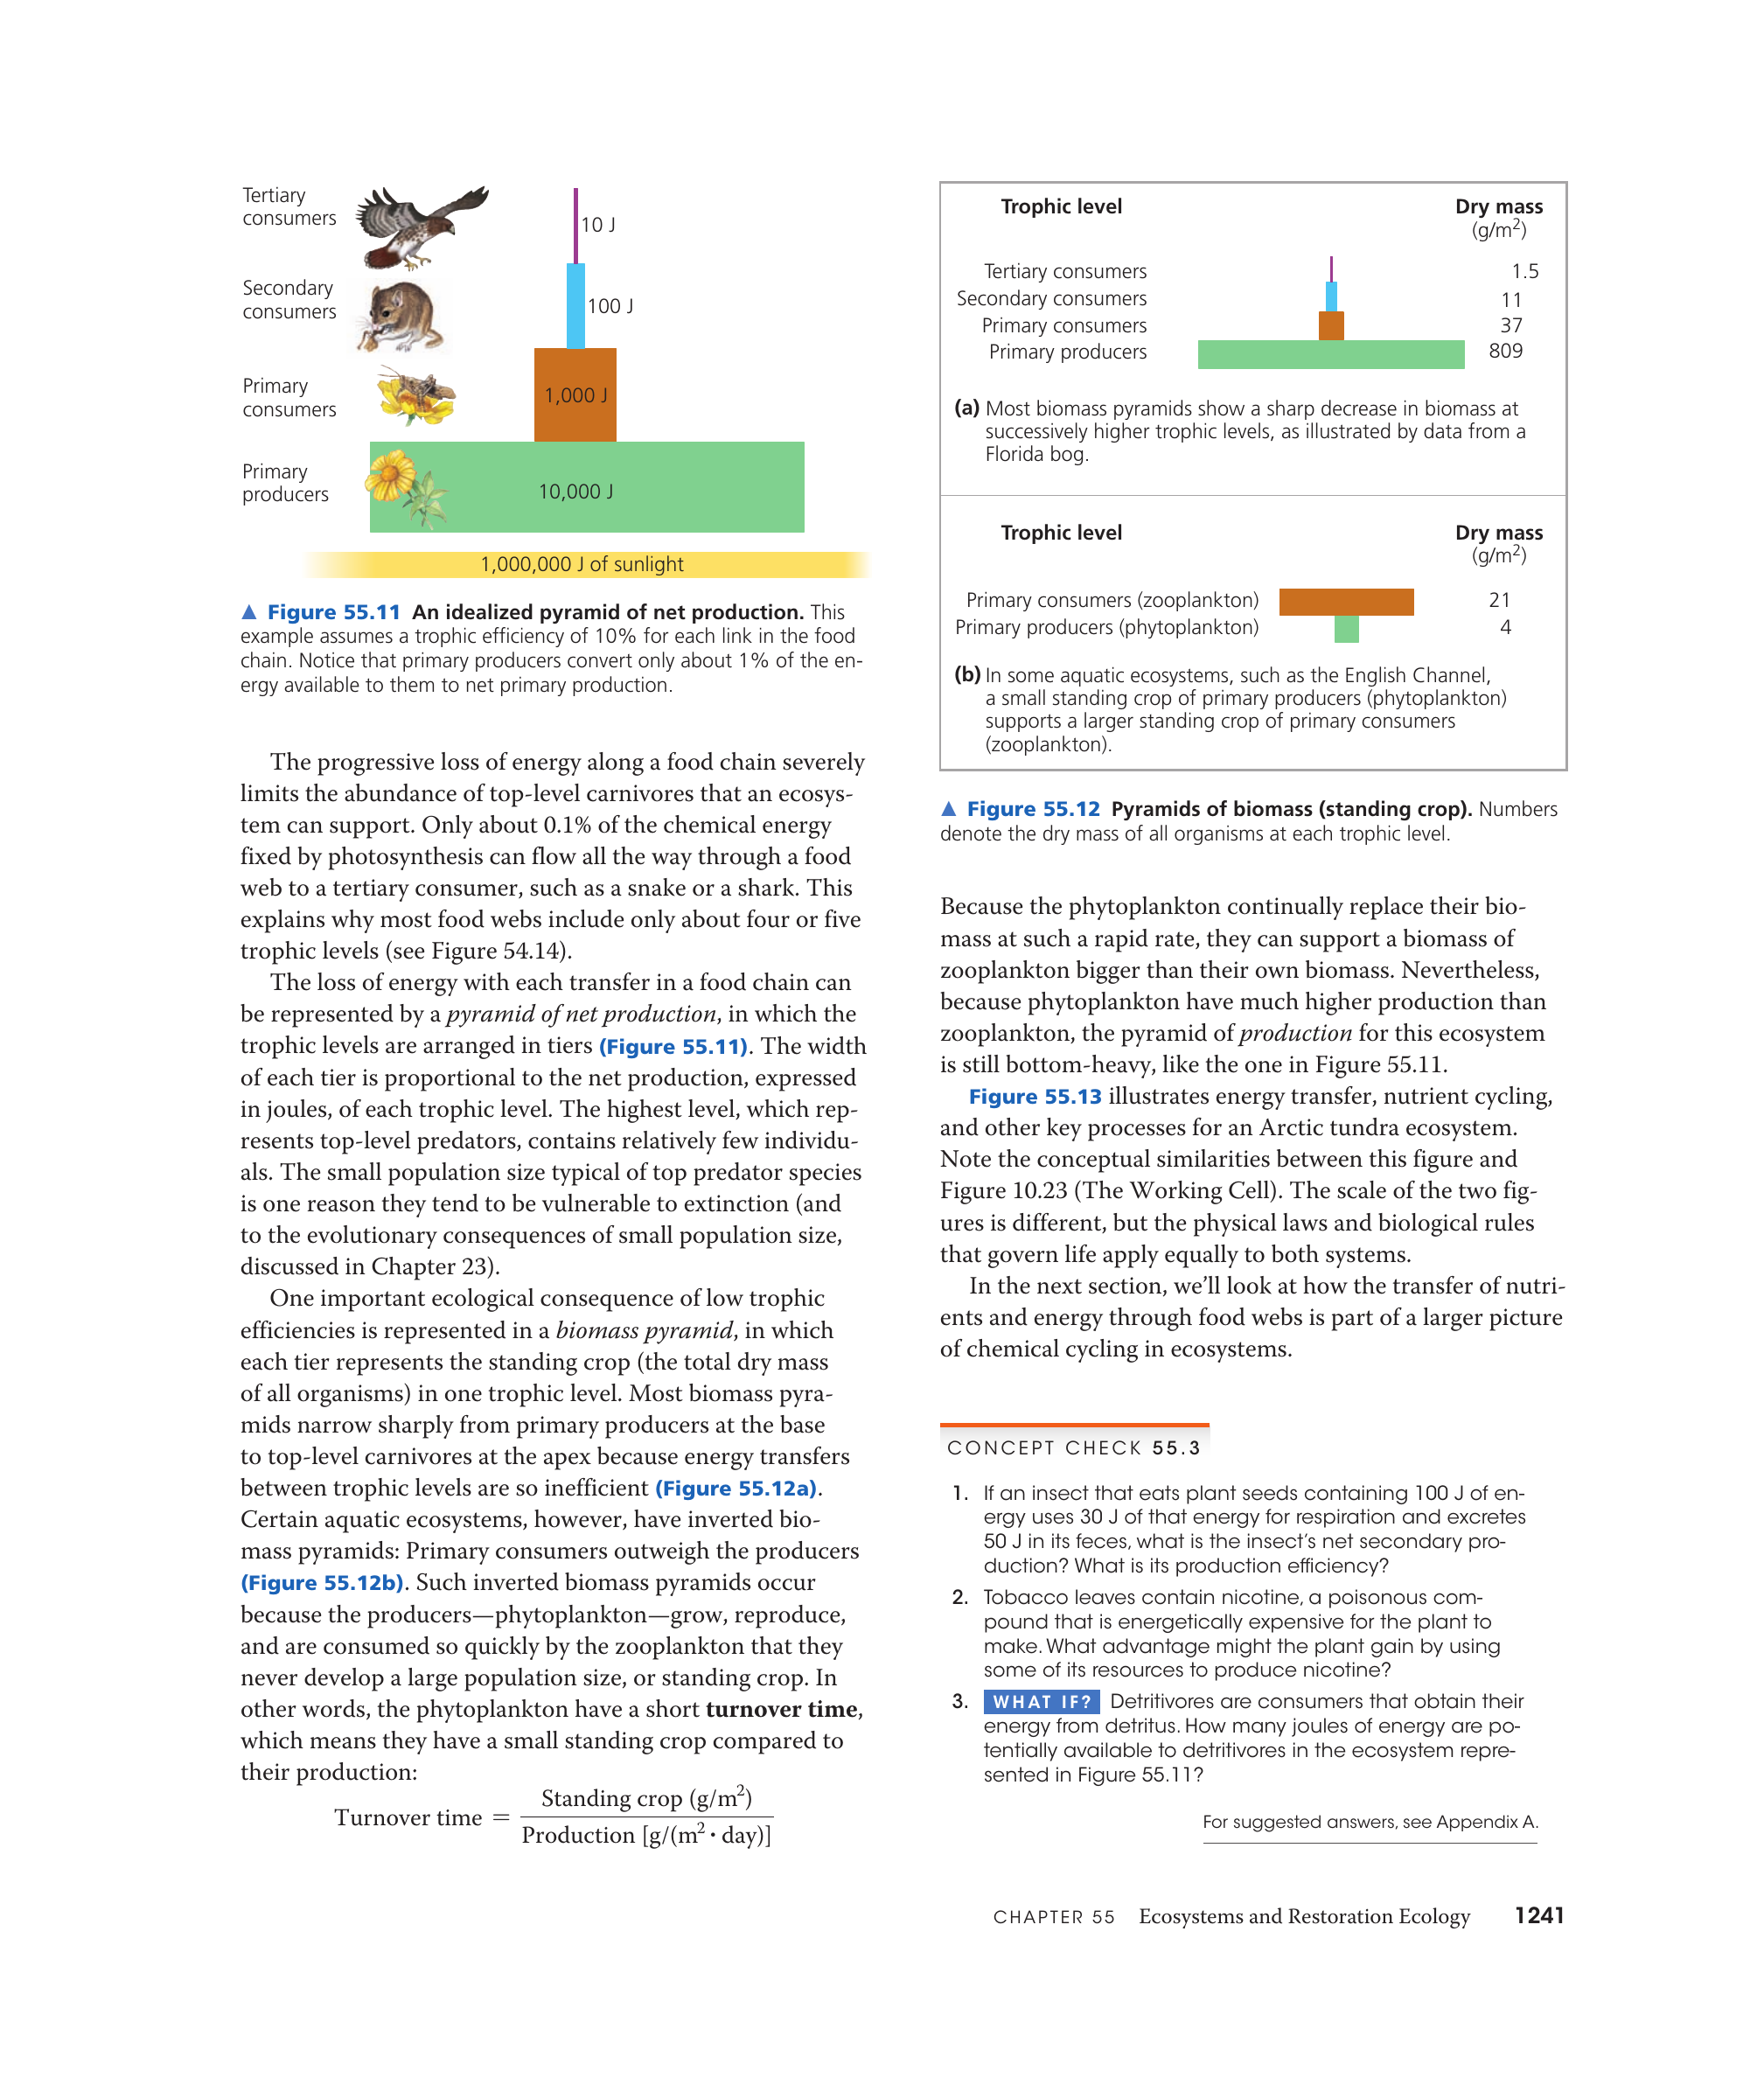 Tertiary
consumers
10 J
Secondary
consumers
100 J
Primary
consumers
1,000 J
Primary
producers
10,000 J
1,000,000 J of sunlight
▲ Figure 55.11 An idealized pyramid of net production. This
example assumes a trophic efficiency of 10% for each link in the food
chain. Notice that primary producers convert only about 1% of the en-
ergy available to them to net primary production.
The progressive loss of energy along a food chain severely
limits the abundance of top-level carnivores that an ecosys-
tem can support. Only about 0.1% of the chemical energy
fixed by photosynthesis can flow all the way through a food
web to a tertiary consumer, such as a snake or a shark. This
explains why most food webs include only about four or five
trophic levels (see Figure 54.14).
The loss of energy with each transfer in a food chain can
be represented by a pyramid of net production, in which the
trophic levels are arranged in tiers (Figure 55.11). The width
of each tier is proportional to the net production, expressed
in joules, of each trophic level. The highest level, which rep-
resents top-level predators, contains relatively few individu-
als. The small population size typical of top predator species
is one reason they tend to be vulnerable to extinction (and
to the evolutionary consequences of small population size,
discussed in Chapter 23).
One important ecological consequence of low trophic
efficiencies is represented in a biomass pyramid, in which
each tier represents the standing crop (the total dry mass
of all organisms) in one trophic level. Most biomass pyra-
mids narrow sharply from primary producers at the base
to top-level carnivores at the apex because energy transfers
between trophic levels are so inefficient (Figure 55.12a).
Certain aquatic ecosystems, however, have inverted bio-
mass pyramids: Primary consumers outweigh the producers
(Figure 55.12b). Such inverted biomass pyramids occur
because the producers—phytoplankton—grow, reproduce,
and are consumed so quickly by the zooplankton that they
never develop a large population size, or standing crop. In
other words, the phytoplankton have a short turnover time,
which means they have a small standing crop compared to
their production:
Turnover time = Standing crop (g/m²) / Production [g/(m² · day)]
Trophic level Dry mass
(g/m²)
Tertiary consumers 1.5
Secondary consumers 11
Primary consumers 37
Primary producers 809
(a) Most biomass pyramids show a sharp decrease in biomass at
successively higher trophic levels, as illustrated by data from a
Florida bog.
Trophic level Dry mass
(g/m²)
Primary consumers (zooplankton) 21
Primary producers (phytoplankton) 4
(b) In some aquatic ecosystems, such as the English Channel,
a small standing crop of primary producers (phytoplankton)
supports a larger standing crop of primary consumers
(zooplankton).
▲ Figure 55.12 Pyramids of biomass (standing crop). Numbers
denote the dry mass of all organisms at each trophic level.
Because the phytoplankton continually replace their bio-
mass at such a rapid rate, they can support a biomass of
zooplankton bigger than their own biomass. Nevertheless,
because phytoplankton have much higher production than
zooplankton, the pyramid of production for this ecosystem
is still bottom-heavy, like the one in Figure 55.11.
Figure 55.13 illustrates energy transfer, nutrient cycling,
and other key processes for an Arctic tundra ecosystem.
Note the conceptual similarities between this figure and
Figure 10.23 (The Working Cell). The scale of the two fig-
ures is different, but the physical laws and biological rules
that govern life apply equally to both systems.
In the next section, we'll look at how the transfer of nutri-
ents and energy through food webs is part of a larger picture
of chemical cycling in ecosystems.
CONCEPT CHECK 55.3
1. If an insect that eats plant seeds containing 100 J of en-
ergy uses 30 J of that energy for respiration and excretes
50 J in its feces, what is the insect's net secondary pro-
duction? What is its production efficiency?
2. Tobacco leaves contain nicotine, a poisonous com-
pound that is energetically expensive for the plant to
make. What advantage might the plant gain by using
some of its resources to produce nicotine?
3. WHAT IF? Detritivores are consumers that obtain their
energy from detritus. How many joules of energy are po-
tentially available to detritivores in the ecosystem repre-
sented in Figure 55.11?
For suggested answers, see Appendix A.
CHAPTER 55 Ecosystems and Restoration Ecology 1241